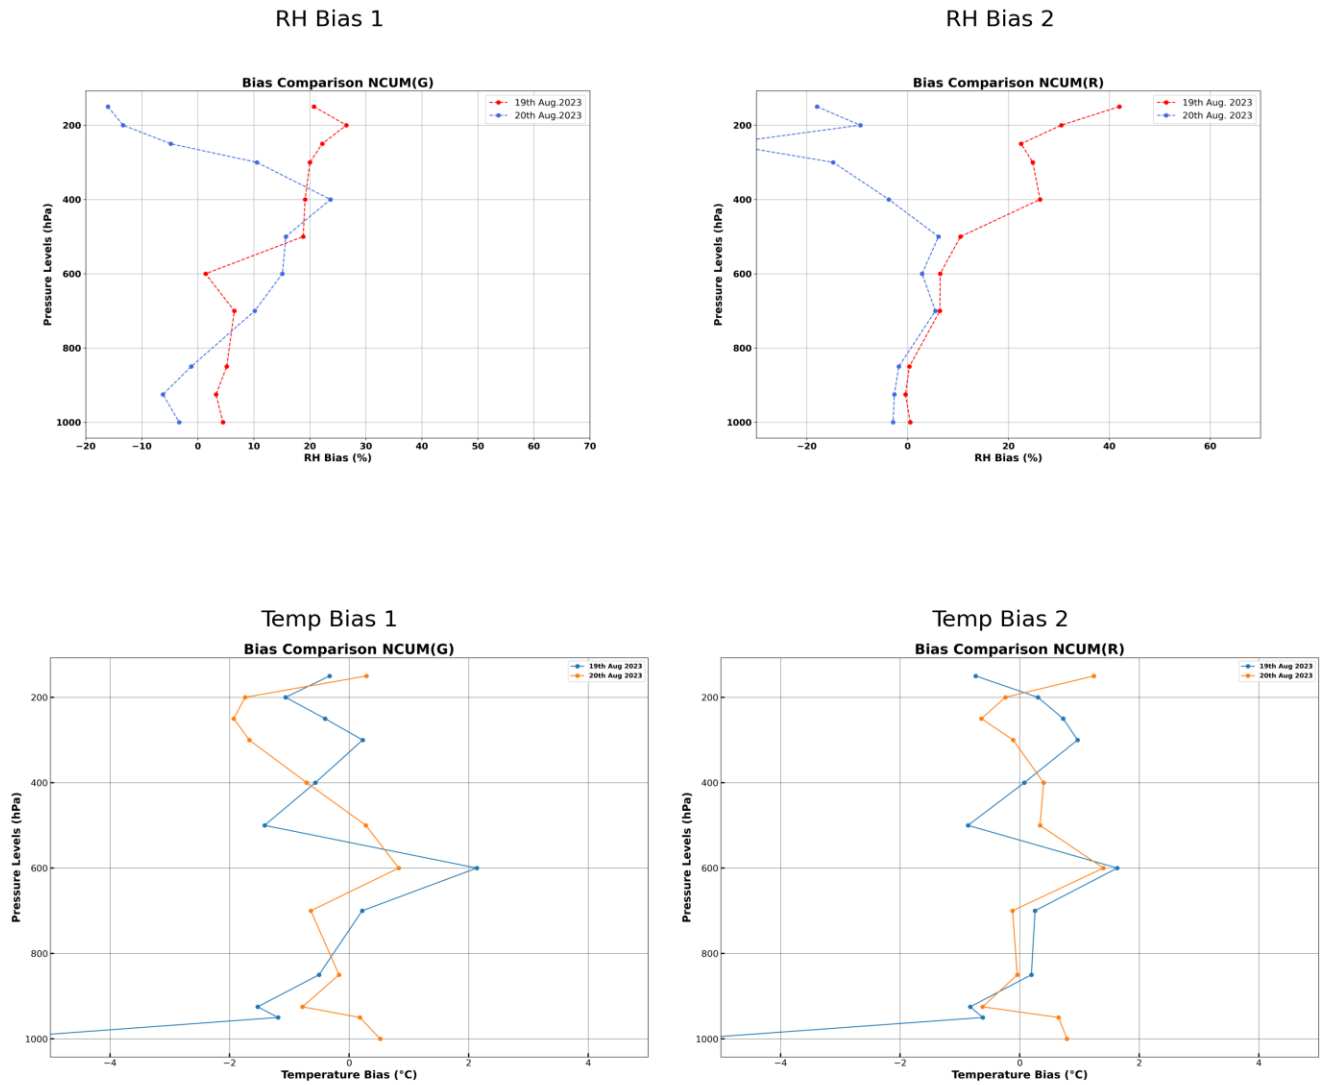 RH Bias 1
Bias Comparison NCUM(G)
19th Aug.2023
20th Aug.2023
200
400
600
800
1000
Pressure Levels (hPa)
−20 −10 0 10 20 30 40 50 60 70
RH Bias (%)
RH Bias 2
Bias Comparison NCUM(R)
19th Aug. 2023
20th Aug. 2023
200
400
600
800
1000
Pressure Levels (hPa)
−20 0 20 40 60
RH Bias (%)
Temp Bias 1
Bias Comparison NCUM(G)
19th Aug 2023
20th Aug 2023
200
400
600
800
1000
Pressure Levels (hPa)
−4 −2 0 2 4
Temperature Bias (°C)
Temp Bias 2
Bias Comparison NCUM(R)
19th Aug 2023
20th Aug 2023
200
400
600
800
1000
Pressure Levels (hPa)
−4 −2 0 2 4
Temperature Bias (°C)